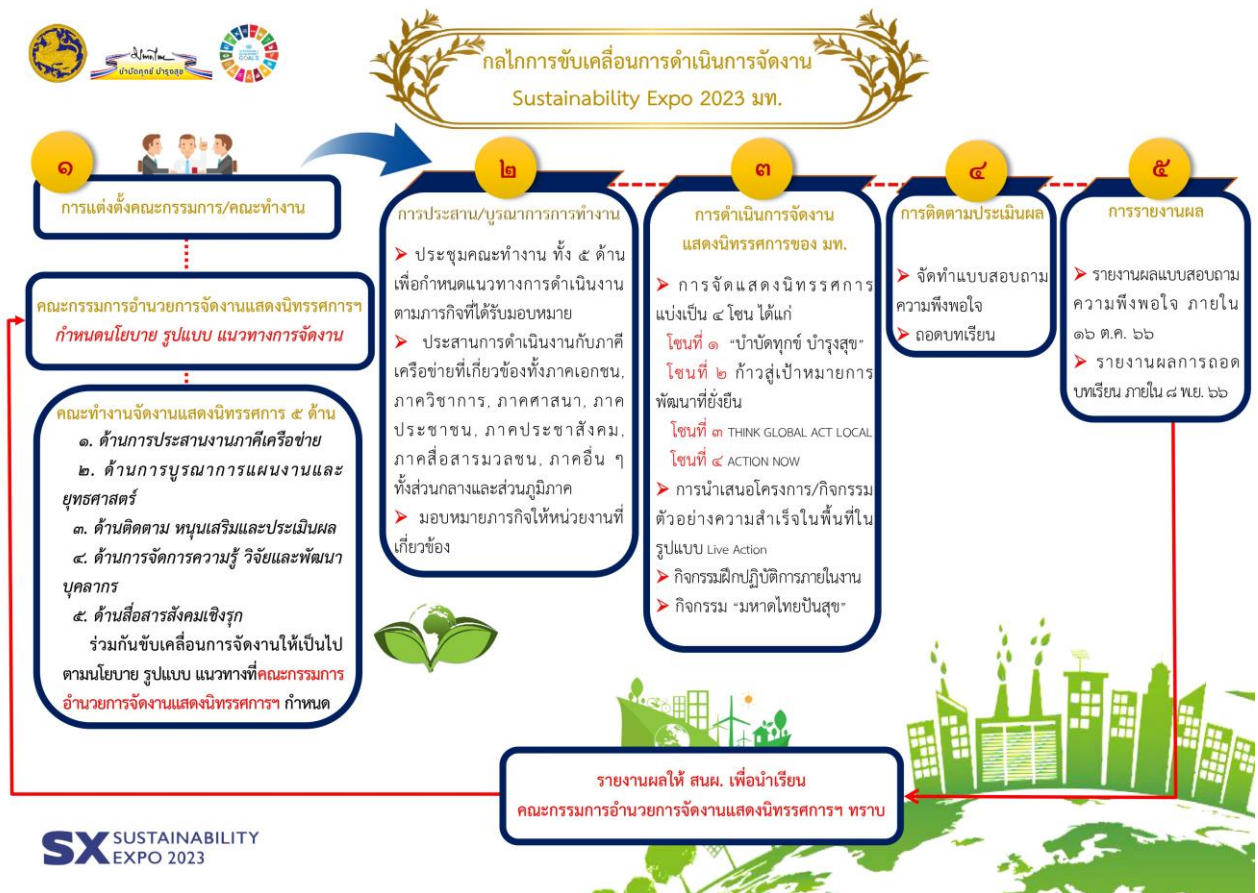 บำบัดทุกข์ บำรุงสุข
SUSTAINABLE
DEVELOPMENT
GOALS
กลไกการขับเคลื่อนการดำเนินการจัดงาน
Sustainability Expo 2023 มท.
๑
การแต่งตั้งคณะกรรมการ/คณะทำงาน
คณะกรรมการอำนวยการจัดงานแสดงนิทรรศการฯ
กำหนดนโยบาย รูปแบบ แนวทางการจัดงาน
คณะทำงานจัดงานแสดงนิทรรศการ ๕ ด้าน
๑. ด้านการประสานงานภาคีเครือข่าย
๒. ด้านการบูรณาการแผนงานและ
ยุทธศาสตร์
๓. ด้านติดตาม หนุนเสริมและประเมินผล
๔. ด้านการจัดการความรู้ วิจัยและพัฒนา
บุคลากร
๕. ด้านสื่อสารสังคมเชิงรุก
ร่วมกันขับเคลื่อนการจัดงานให้เป็นไป
ตามนโยบาย รูปแบบ แนวทางที่คณะกรรมการ
อำนวยการจัดงานแสดงนิทรรศการฯ กำหนด
๒
การประสาน/บูรณาการการทำงาน
➤ ประชุมคณะทำงาน ทั้ง ๕ ด้าน
เพื่อกำหนดแนวทางการดำเนินงาน
ตามภารกิจที่ได้รับมอบหมาย
➤ ประสานการดำเนินงานกับภาคี
เครือข่ายที่เกี่ยวข้องทั้งภาคเอกชน,
ภาควิชาการ, ภาคศาสนา, ภาค
ประชาชน, ภาคประชาสังคม,
ภาคสื่อสารมวลชน, ภาคอื่น ๆ
ทั้งส่วนกลางและส่วนภูมิภาค
➤ มอบหมายภารกิจให้หน่วยงานที่
เกี่ยวข้อง
๓
การดำเนินการจัดงาน
แสดงนิทรรศการของ มท.
➤ การจัดแสดงนิทรรศการ
แบ่งเป็น ๔ โซน ได้แก่
โซนที่ ๑ “บำบัดทุกข์ บำรุงสุข”
โซนที่ ๒ ก้าวสู่เป้าหมายการ
พัฒนาที่ยั่งยืน
โซนที่ ๓ THINK GLOBAL ACT LOCAL
โซนที่ ๔ ACTION NOW
➤ การนำเสนอโครงการ/กิจกรรม
ตัวอย่างความสำเร็จในพื้นที่ใน
รูปแบบ Live Action
➤ กิจกรรมฝึกปฏิบัติการภายในงาน
➤ กิจกรรม “มหาดไทยปันสุข”
๔
การติดตามประเมินผล
➤ จัดทำแบบสอบถาม
ความพึงพอใจ
➤ ถอดบทเรียน
๕
การรายงานผล
➤ รายงานผลแบบสอบถาม
ความพึงพอใจ ภายใน
๑๖ ต.ค. ๖๖
➤ รายงานผลการถอด
บทเรียน ภายใน ๘ พ.ย. ๖๖
รายงานผลให้ สนผ. เพื่อนำเรียน
คณะกรรมการอำนวยการจัดงานแสดงนิทรรศการฯ ทราบ
SX SUSTAINABILITY
EXPO 2023